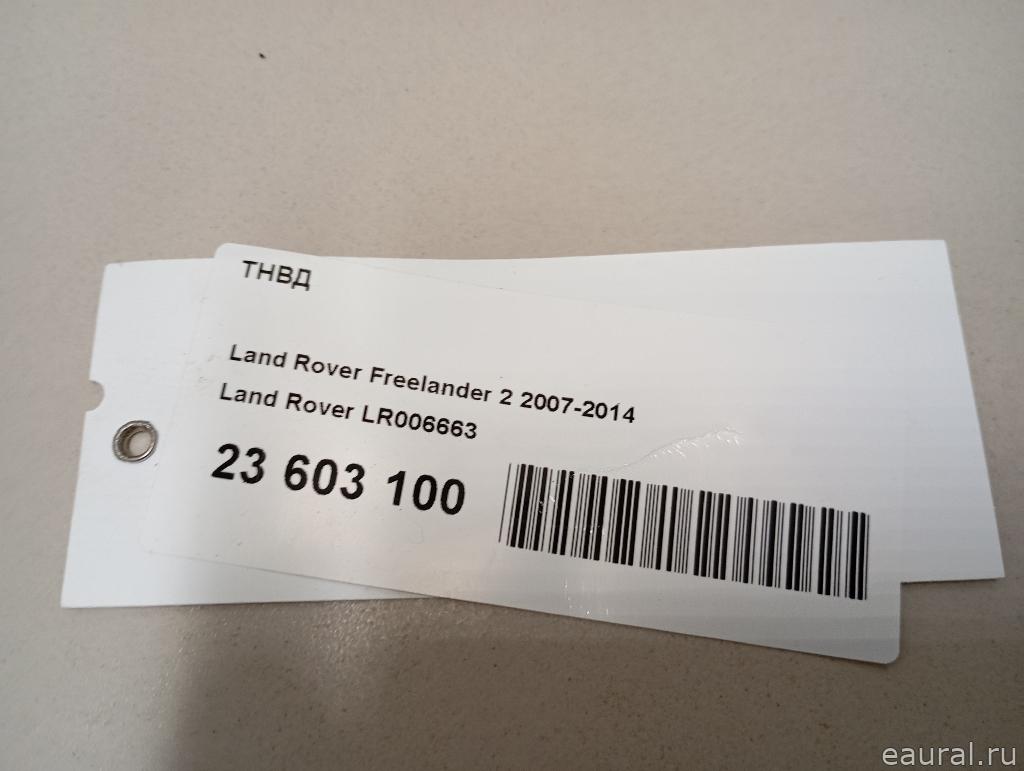 ТНВД
Land Rover Freelander 2 2007-2014
Land Rover LR006663
23 603 100
eaural.ru